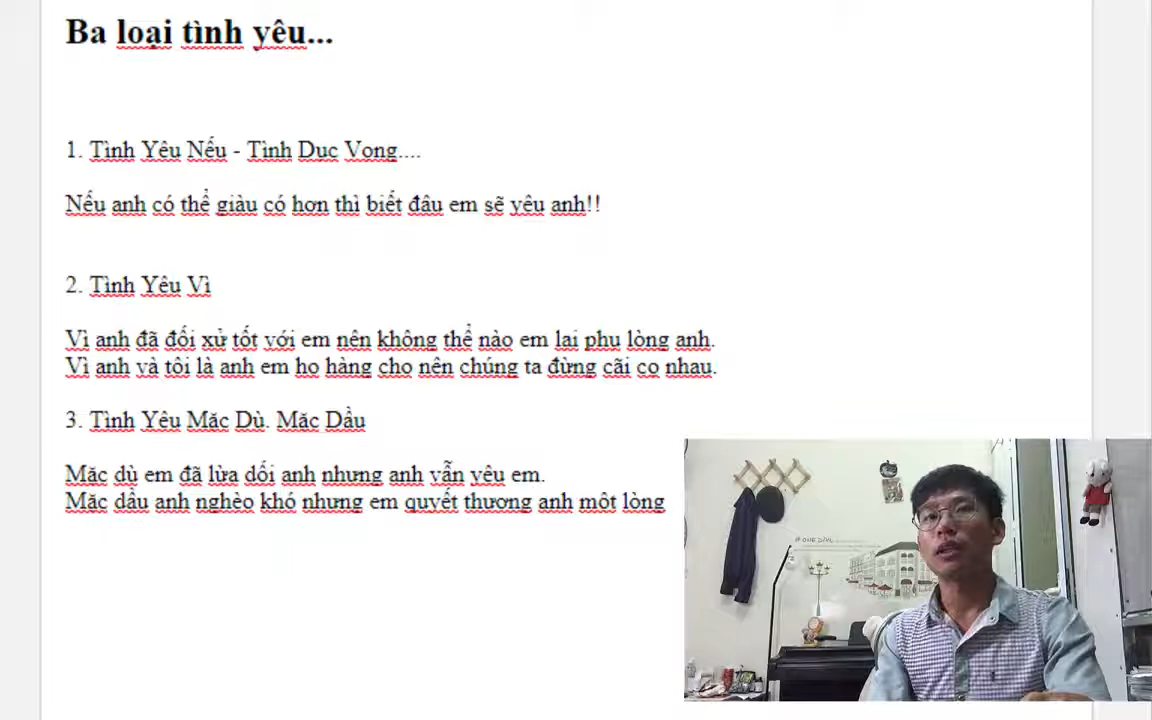 Ba loại tình yêu...
1. Tình Yêu Nếu - Tình Dục Vọng....
Nếu anh có thể giàu có hơn thì biết đâu em sẽ yêu anh!!
2. Tình Yêu Vì
Vì anh đã đối xử tốt với em nên không thể nào em lại phụ lòng anh.
Vì anh và tôi là anh em họ hàng cho nên chúng ta đừng cãi cọ nhau.
3. Tình Yêu Mặc Dù. Mặc Dầu
Mặc dù em đã lừa dối anh nhưng anh vẫn yêu em.
Mặc dầu anh nghèo khó nhưng em quyết thương anh một lòng
IF ONE DAY,